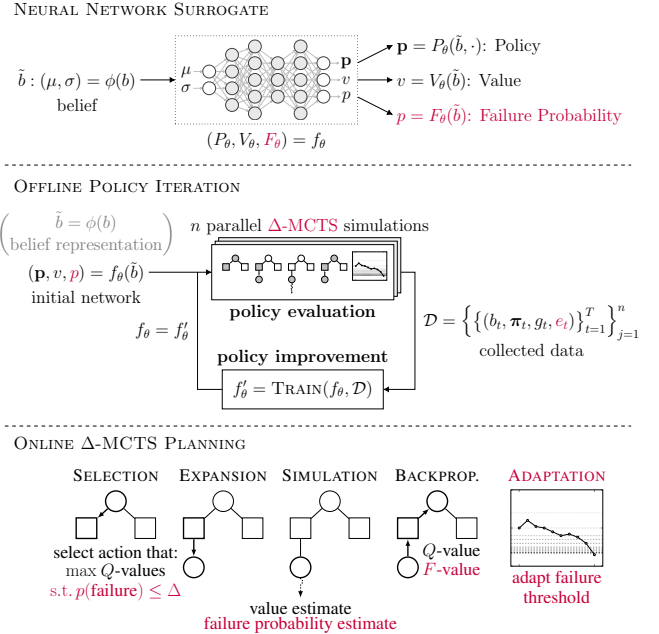 NEURAL NETWORK SURROGATE
b̃ : (μ, σ) = ϕ(b)
belief
μ
σ
p
v
p
(P_θ, V_θ, F_θ) = f_θ
p = P_θ(b̃, ·): Policy
v = V_θ(b̃): Value
p = F_θ(b̃): Failure Probability
OFFLINE POLICY ITERATION
(b̃ = ϕ(b)
belief representation)
n parallel Δ-MCTS simulations
(p, v, p) = f_θ(b̃)
initial network
policy evaluation
f_θ = f′_θ
policy improvement
f′_θ = TRAIN(f_θ, 𝒟)
𝒟 = {{(b_t, π_t, g_t, e_t)}^T_{t=1}}^n_{j=1}
collected data
ONLINE Δ-MCTS PLANNING
SELECTION
select action that:
max Q-values
s.t. p(failure) ≤ Δ
EXPANSION
SIMULATION
value estimate
failure probability estimate
BACKPROP.
Q-value
F-value
ADAPTATION
adapt failure
threshold